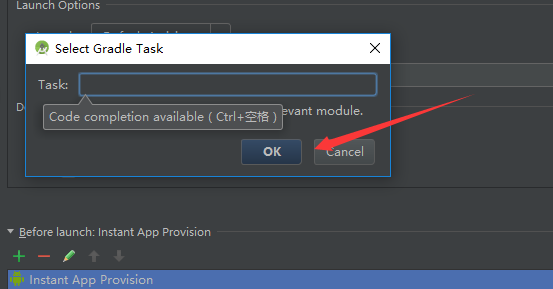 Launch Options
Select Gradle Task
Task:
Code completion available ( Ctrl+空格 )
evant module.
OK
Cancel
Before launch: Instant App Provision
Instant App Provision